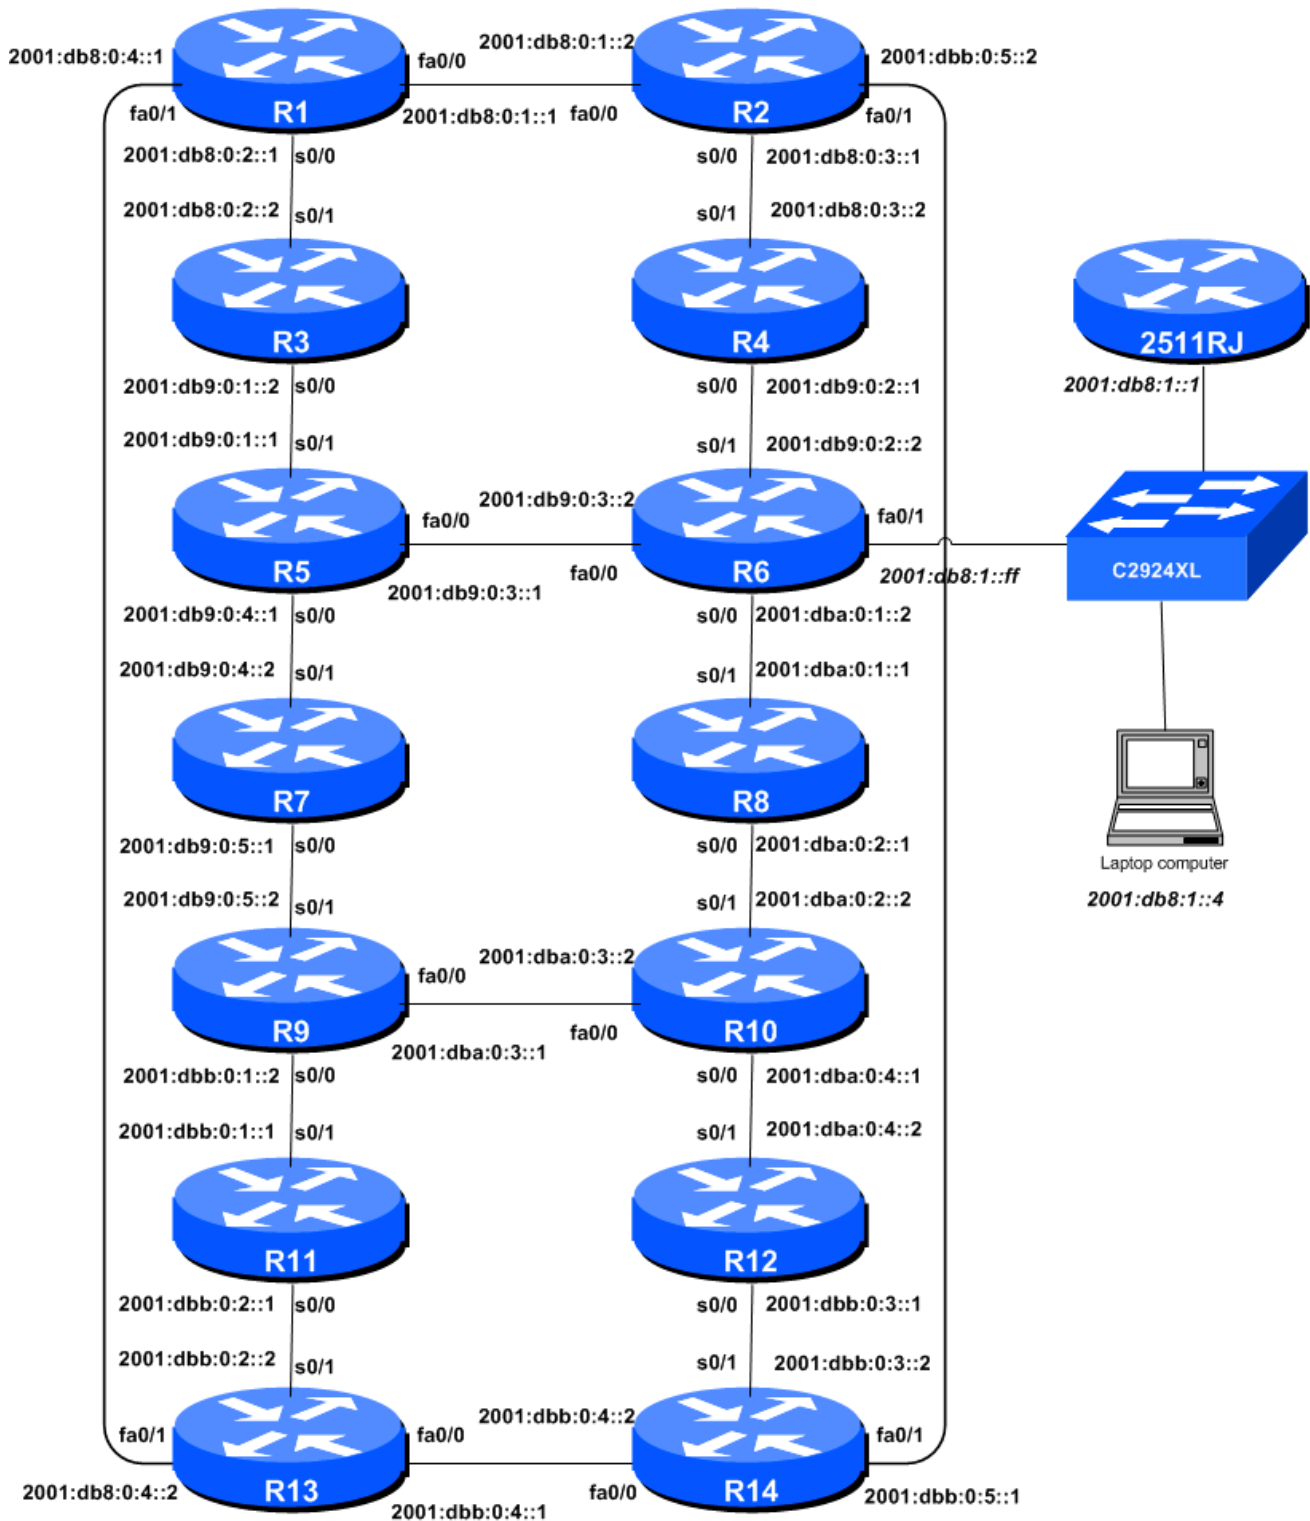 2001:db8:0:4::1
fa0/0
2001:db8:0:1::2
2001:dbb:0:5::2
fa0/1
R1
2001:db8:0:1::1
fa0/0
R2
fa0/1
2001:db8:0:2::1
s0/0
s0/0
2001:db8:0:3::1
2001:db8:0:2::2
s0/1
s0/1
2001:db8:0:3::2
R3
R4
2511RJ
2001:db9:0:1::2
s0/0
s0/0
2001:db9:0:2::1
2001:db8:1::1
2001:db9:0:1::1
s0/1
s0/1
2001:db9:0:2::2
fa0/0
2001:db9:0:3::2
fa0/1
R5
2001:db9:0:3::1
fa0/0
R6
2001:db8:1::ff
C2924XL
2001:db9:0:4::1
s0/0
s0/0
2001:dba:0:1::2
2001:db9:0:4::2
s0/1
s0/1
2001:dba:0:1::1
R7
R8
2001:db9:0:5::1
s0/0
s0/0
2001:dba:0:2::1
Laptop computer
2001:db9:0:5::2
s0/1
s0/1
2001:dba:0:2::2
2001:db8:1::4
fa0/0
2001:dba:0:3::2
R9
2001:dba:0:3::1
fa0/0
R10
2001:dbb:0:1::2
s0/0
s0/0
2001:dba:0:4::1
2001:dbb:0:1::1
s0/1
s0/1
2001:dba:0:4::2
R11
R12
2001:dbb:0:2::1
s0/0
s0/0
2001:dbb:0:3::1
2001:dbb:0:2::2
s0/1
s0/1
2001:dbb:0:3::2
fa0/1
fa0/0
2001:dbb:0:4::2
fa0/1
2001:db8:0:4::2
R13
2001:dbb:0:4::1
fa0/0
R14
2001:dbb:0:5::1